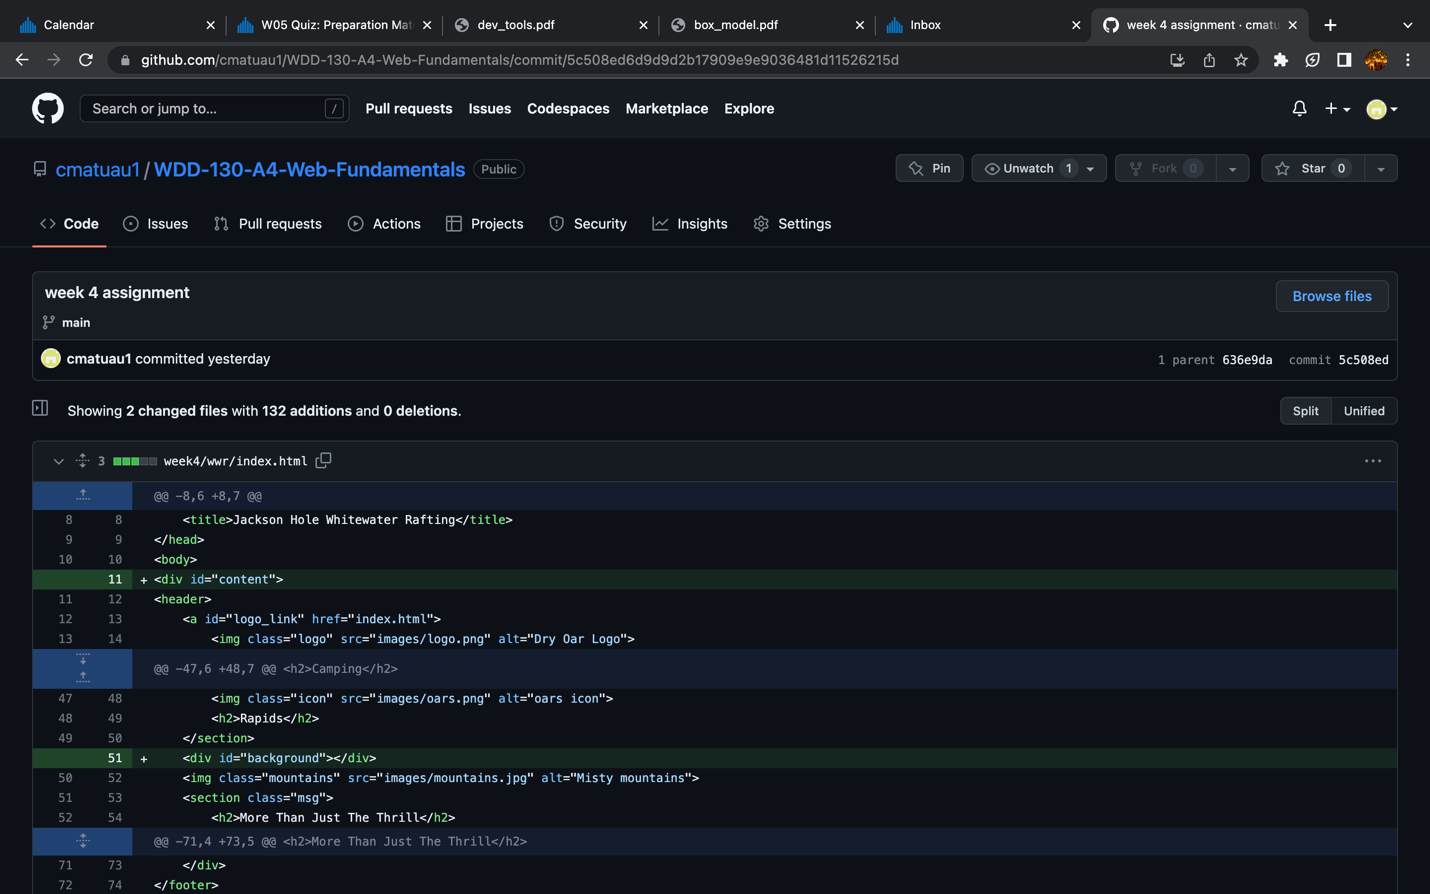 Calendar
W05 Quiz: Preparation Mat
dev_tools.pdf
box_model.pdf
Inbox
week 4 assignment · cmatu
github.com/cmatuau1/WDD-130-A4-Web-Fundamentals/commit/5c508ed6d9d9d2b17909e9e9036481d11526215d
Search or jump to... /
Pull requests Issues Codespaces Marketplace Explore
cmatuau1 / WDD-130-A4-Web-Fundamentals Public
Pin
Unwatch 1
Fork 0
Star 0
Code Issues Pull requests Actions Projects Security Insights Settings
week 4 assignment
Browse files
main
cmatuau1 committed yesterday
1 parent 636e9da commit 5c508ed
Showing 2 changed files with 132 additions and 0 deletions.
Split Unified
3 week4/wwr/index.html
@@ -8,6 +8,7 @@
8 8 <title>Jackson Hole Whitewater Rafting</title>
9 9 </head>
10 10 <body>
11 + <div id="content">
11 12 <header>
12 13 <a id="logo_link" href="index.html">
13 14 <img class="logo" src="images/logo.png" alt="Dry Oar Logo">
@@ -47,6 +48,7 @@ <h2>Camping</h2>
47 48 <img class="icon" src="images/oars.png" alt="oars icon">
48 49 <h2>Rapids</h2>
49 50 </section>
51 + <div id="background"></div>
50 52 <img class="mountains" src="images/mountains.jpg" alt="Misty mountains">
51 53 <section class="msg">
52 54 <h2>More Than Just The Thrill</h2>
@@ -71,4 +73,5 @@ <h2>More Than Just The Thrill</h2>
71 73 </div>
72 74 </footer>